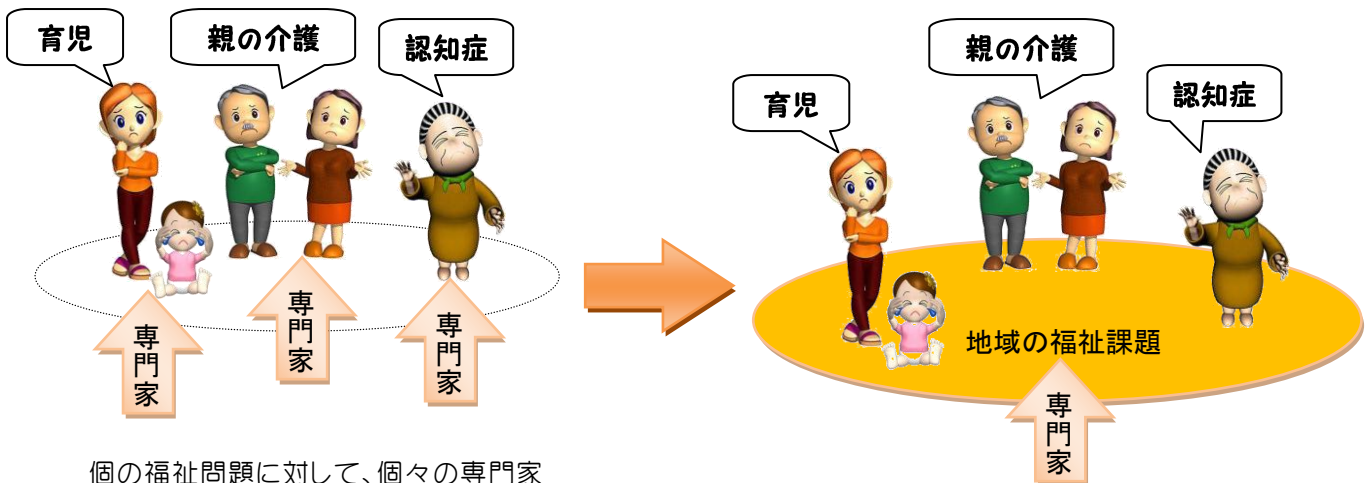 育児
親の介護
認知症
専門家
専門家
専門家
個の福祉問題に対して、個々の専門家
育児
親の介護
認知症
地域の福祉課題
専門家